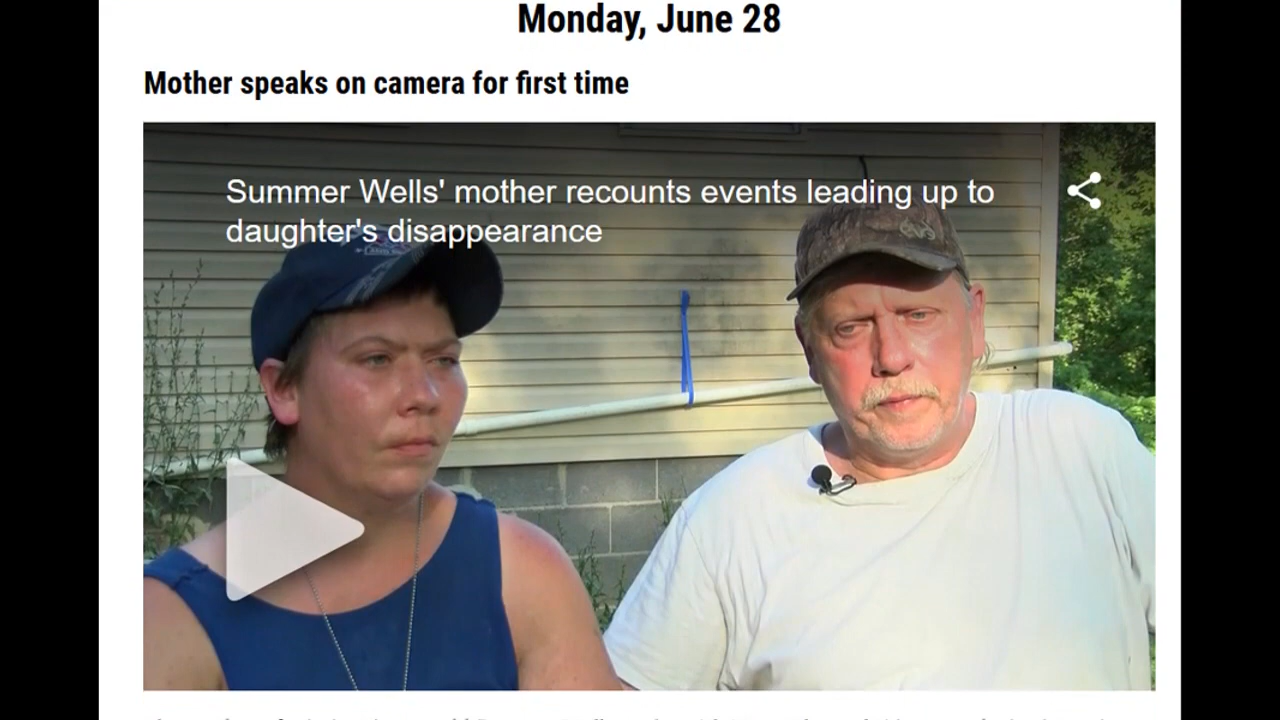 Monday, June 28
Mother speaks on camera for first time
Summer Wells' mother recounts events leading up to
daughter's disappearance